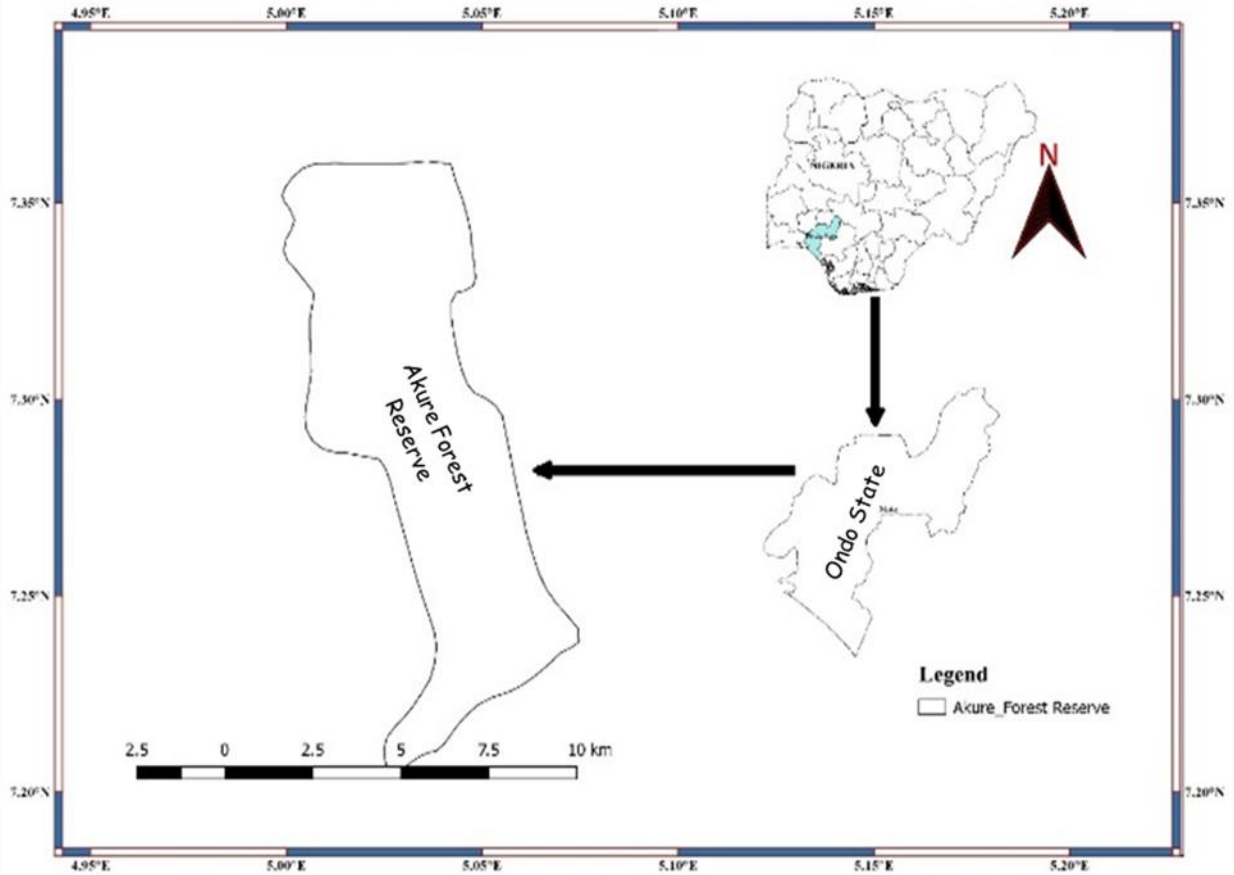 4.95°E 5.00°E 5.05°E 5.10°E 5.15°E 5.20°E
NIGERIA
N
7.35°N 7.35°N
7.30°N 7.30°N
Akure Forest
Reserve
Ondo State
7.25°N 7.25°N
Legend
Akure_Forest Reserve
2.5 0 2.5 5 7.5 10 km
7.20°N 7.20°N
4.95°E 5.00°E 5.05°E 5.10°E 5.15°E 5.20°E